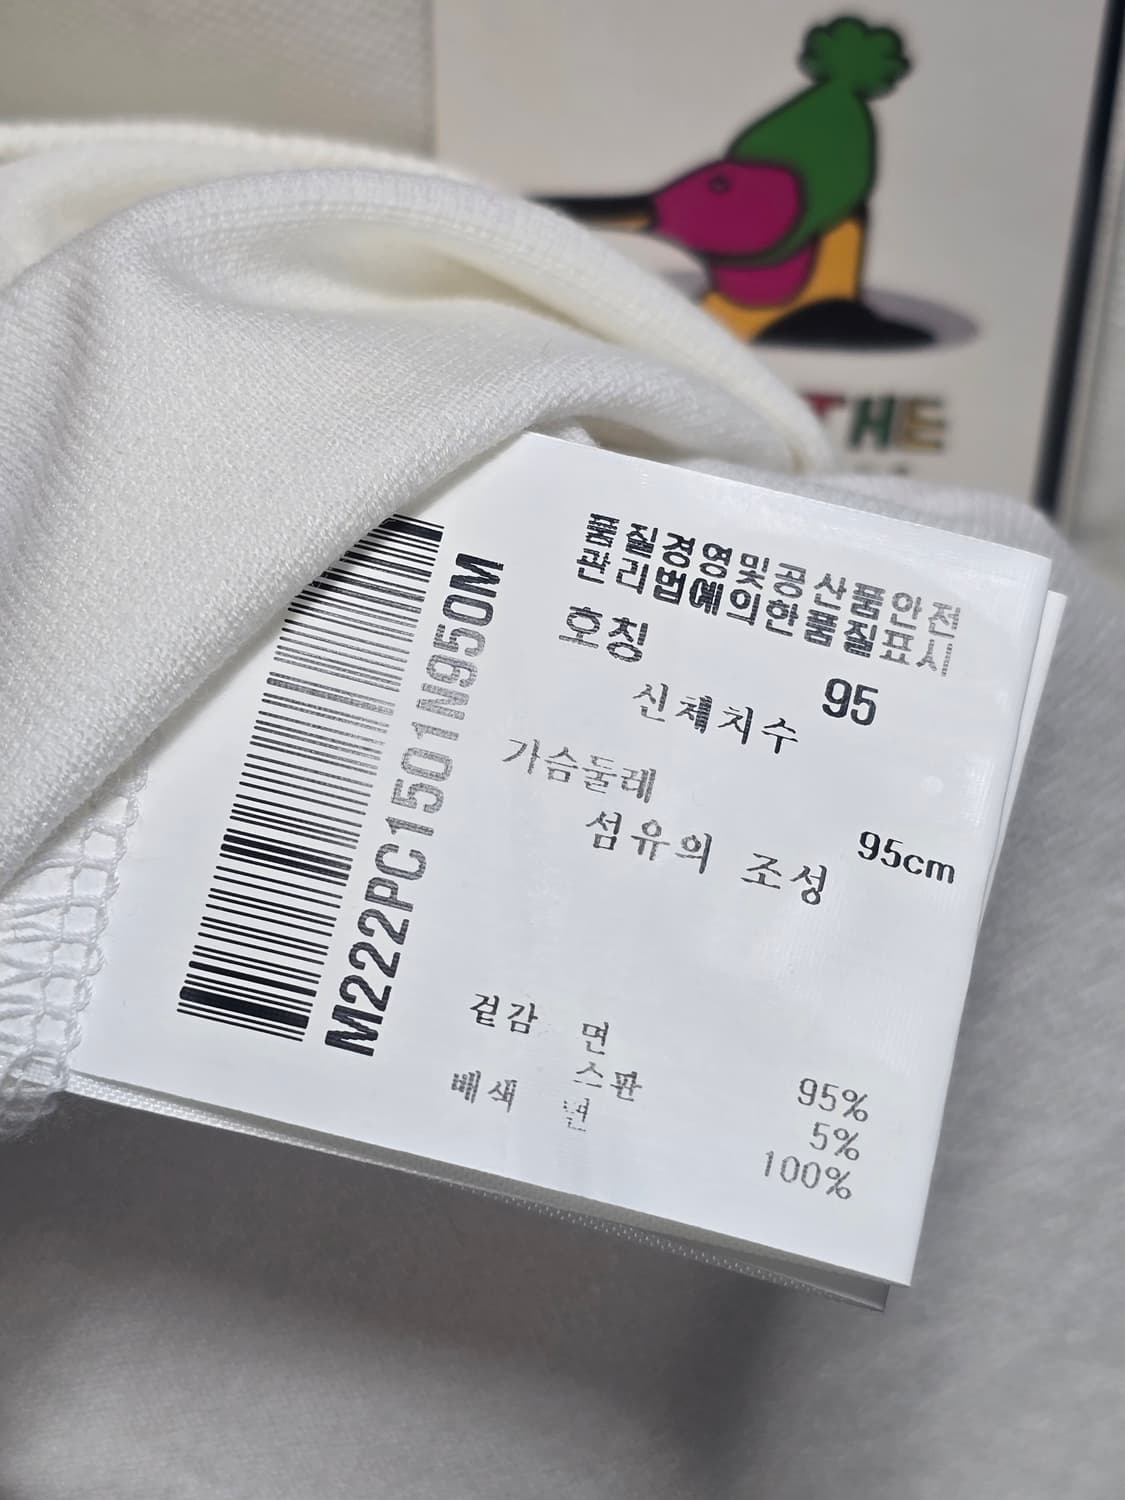 THE
품질경영및공산품안전
관리법에의한품질표시
호칭
95
신체치수
가슴둘레
95cm
섬유의 조성
겉감 면 95%
스판 5%
배색 면 100%
M222PC1501N950M